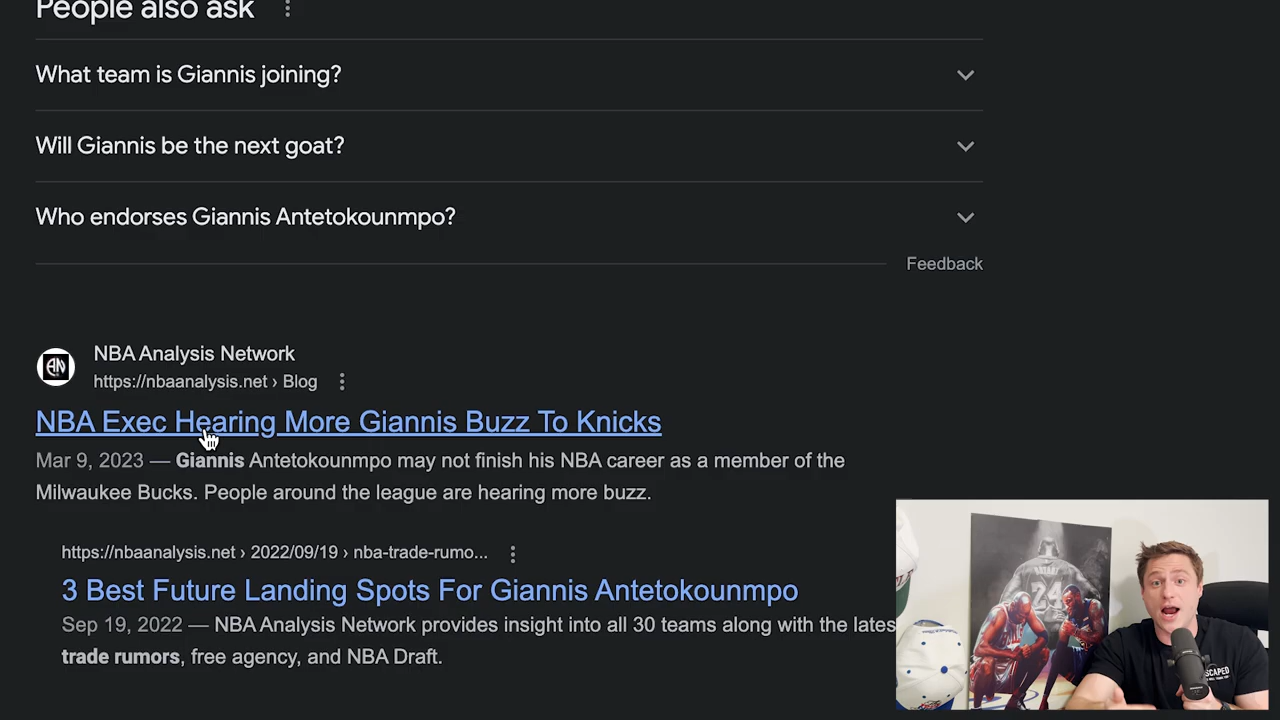 People also ask
What team is Giannis joining?
Will Giannis be the next goat?
Who endorses Giannis Antetokounmpo?
Feedback
NBA Analysis Network
https://nbaanalysis.net › Blog
NBA Exec Hearing More Giannis Buzz To Knicks
Mar 9, 2023 — Giannis Antetokounmpo may not finish his NBA career as a member of the
Milwaukee Bucks. People around the league are hearing more buzz.
https://nbaanalysis.net › 2022/09/19 › nba-trade-rumo...
3 Best Future Landing Spots For Giannis Antetokounmpo
Sep 19, 2022 — NBA Analysis Network provides insight into all 30 teams along with the lates
trade rumors, free agency, and NBA Draft.
24
SCAPED